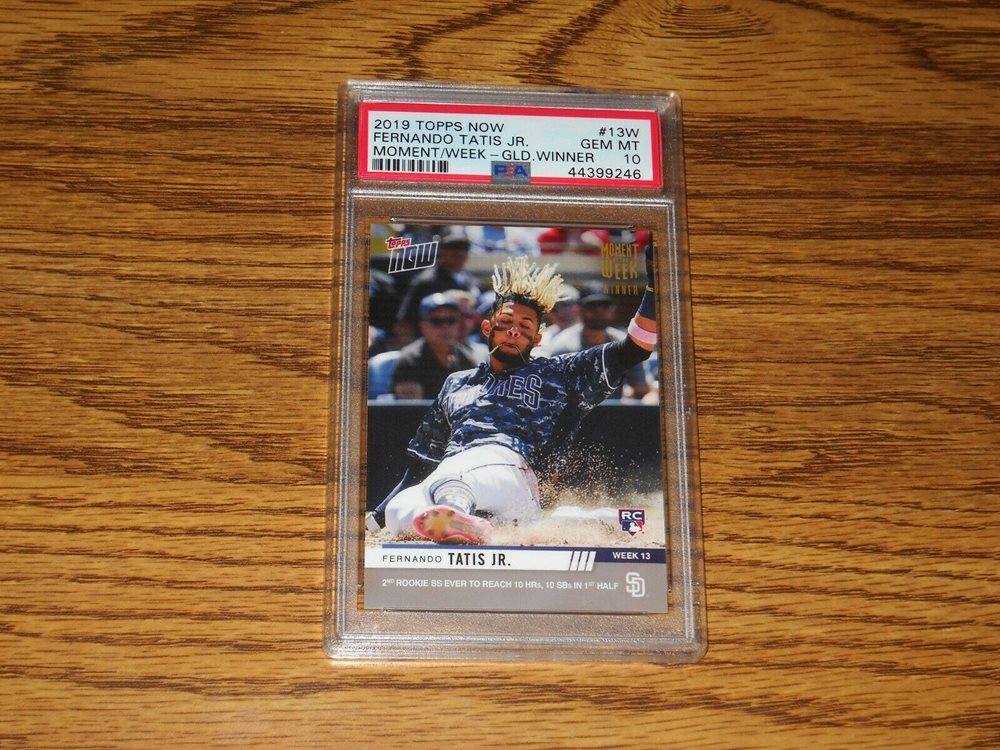 2019 TOPPS NOW #13W
FERNANDO TATIS JR. GEM MT
MOMENT/WEEK-GLD.WINNER 10
PSA 44399246
topps NOW
MOMENT
WEEK
WINNER
RES
RC
FERNANDO TATIS JR. WEEK 13
2ND ROOKIE SS EVER TO REACH 10 HRs, 10 SBs IN 1ST HALF SD